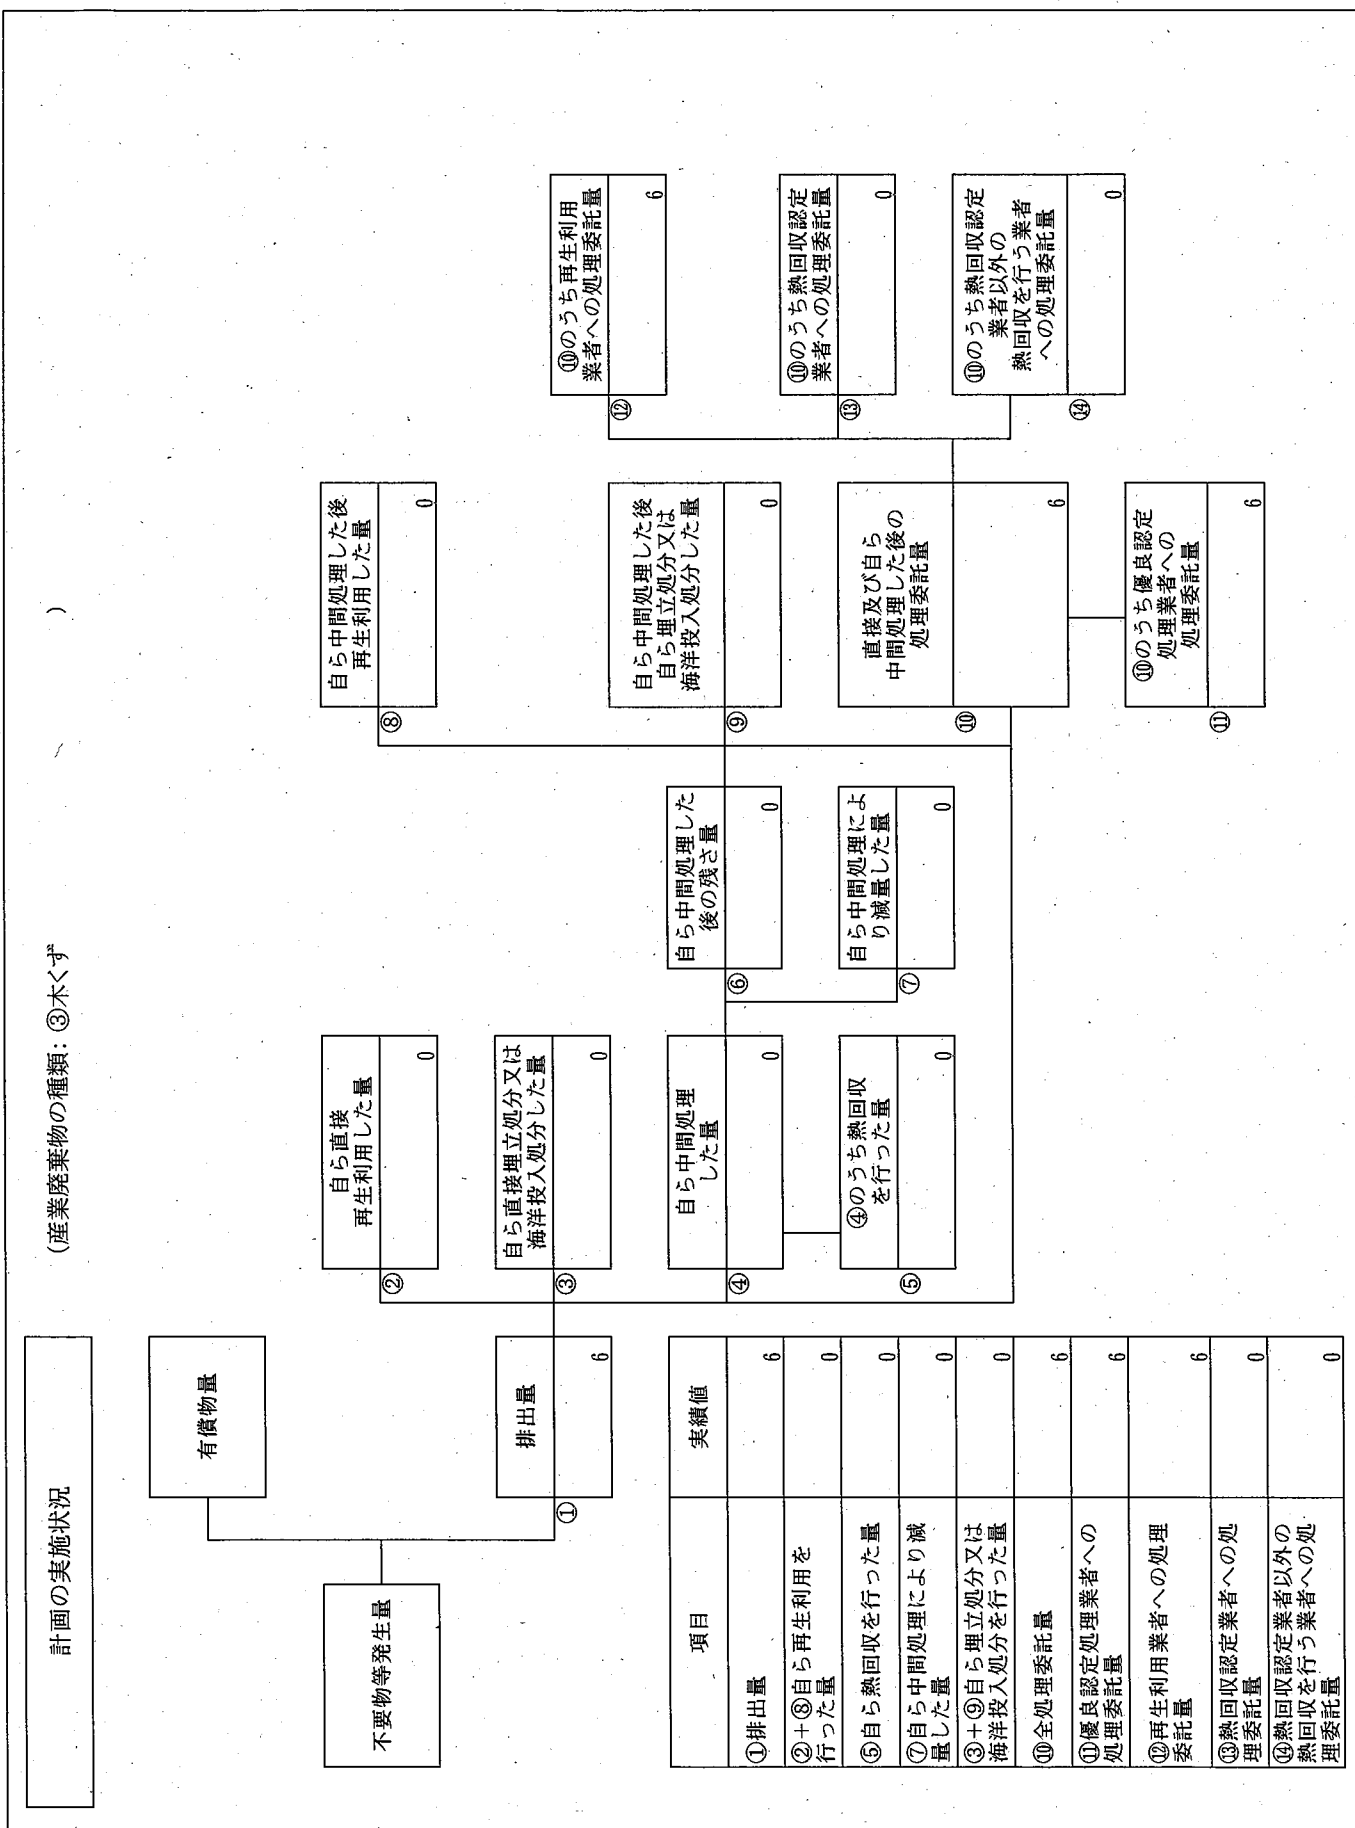 計画の実施状況
(産業廃棄物の種類：③木くず
)
不要物等発生量
有償物量
①
排出量
6
②
自ら直接
再生利用した量
0
③
自ら直接埋立処分又は
海洋投入処分した量
0
④
自ら中間処理
した量
0
⑤
④のうち熱回収
を行った量
0
⑥
自ら中間処理した
後の残さ量
0
⑦
自ら中間処理によ
り減量した量
0
⑧
自ら中間処理した後
再生利用した量
0
⑨
自ら中間処理した後
自ら埋立処分又は
海洋投入処分した量
0
⑩
直接及び自ら
中間処理した後の
処理委託量
6
⑪
⑩のうち優良認定
処理業者への
処理委託量
6
⑫
⑩のうち再生利用
業者への処理委託量
6
⑬
⑩のうち熱回収認定
業者への処理委託量
0
⑭
⑩のうち熱回収認定
業者以外の
熱回収を行う業者
への処理委託量
0
項目 実績値
①排出量 6
②+⑧自ら再生利用を
行った量 0
⑤自ら熱回収を行った量 0
⑦自ら中間処理により減
量した量 0
③+⑨自ら埋立処分又は
海洋投入処分を行った量 0
⑩全処理委託量 6
⑪優良認定処理業者への
処理委託量 6
⑫再生利用業者への処理
委託量 6
⑬熱回収認定業者への処
理委託量 0
⑭熱回収認定業者以外の
熱回収を行う業者への処
理委託量 0